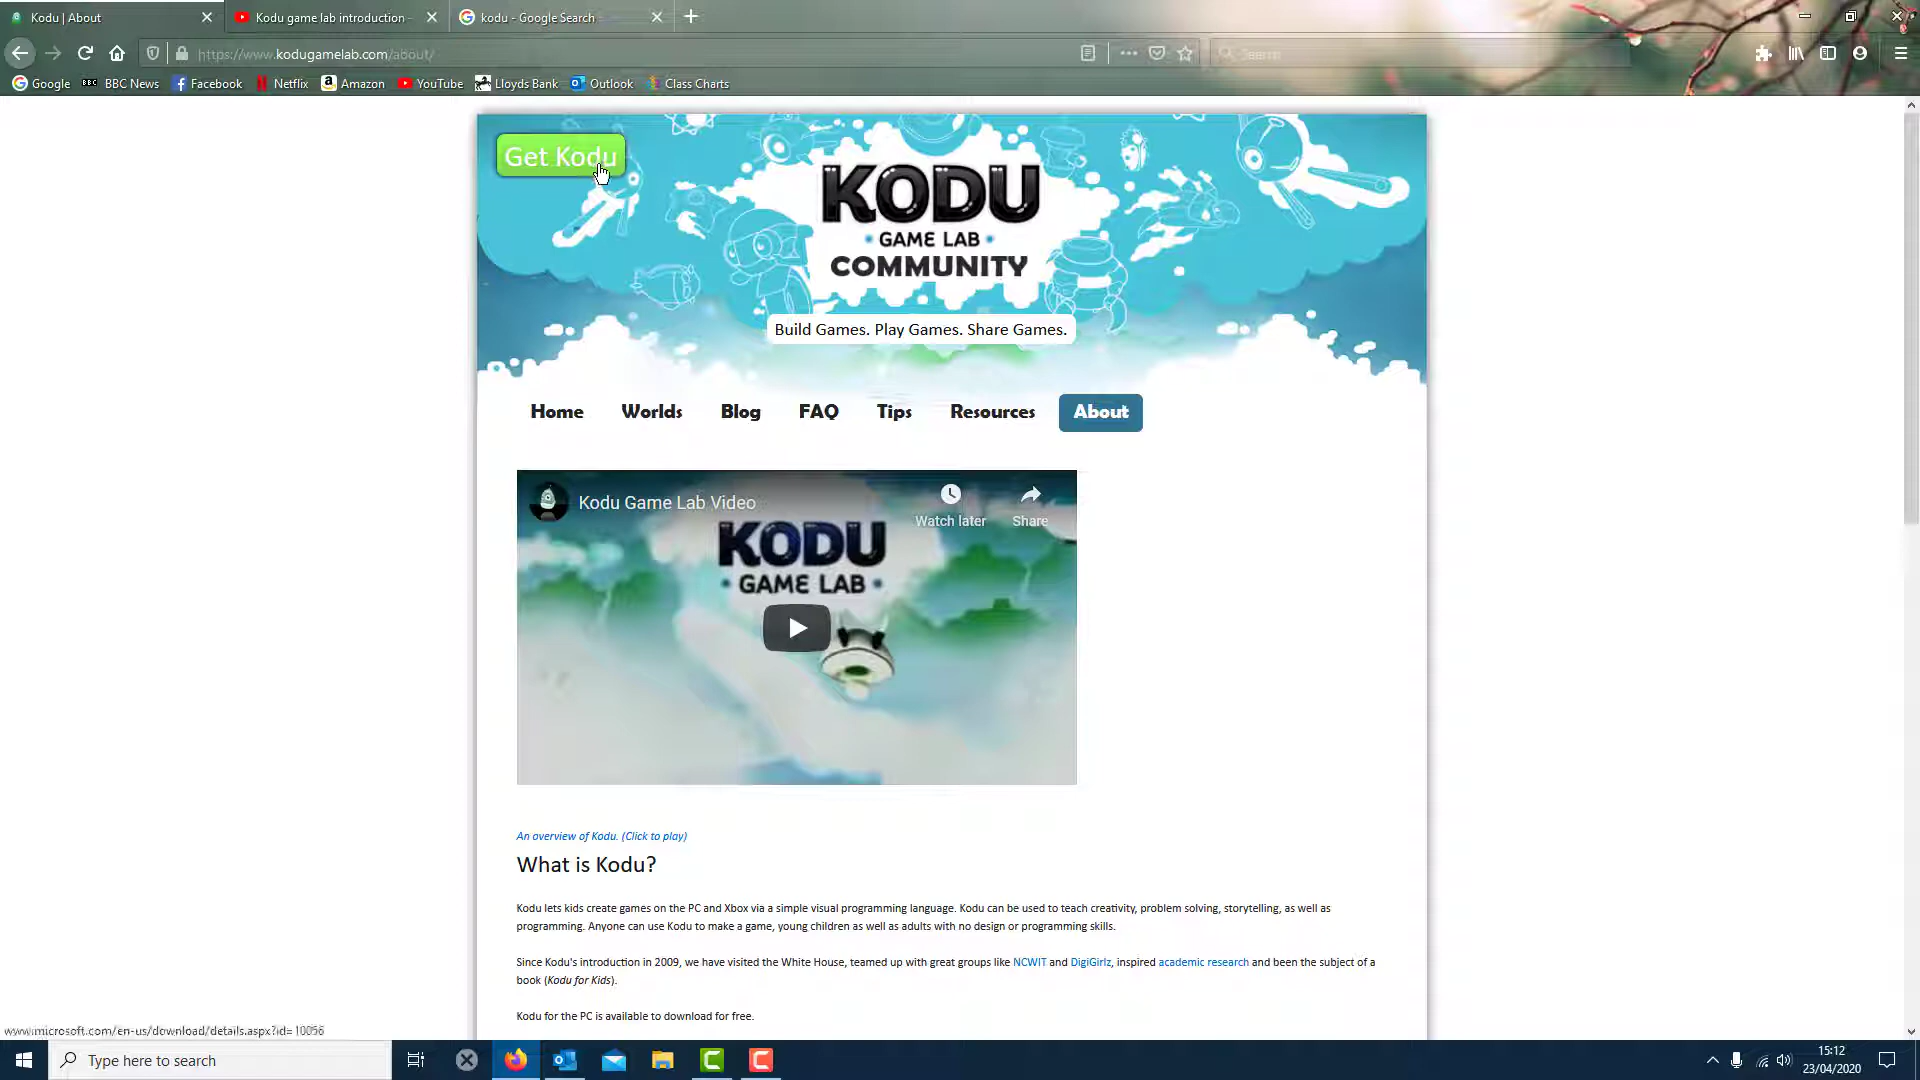 Kodu | About
Kodu game lab introduction
kodu - Google Search
https://www.kodugamelab.com/about/
Search
Google
BBC
BBC News
Facebook
Netflix
Amazon
YouTube
Lloyds Bank
Outlook
Class Charts
Get Kodu
KODU
GAME LAB
COMMUNITY
Build Games. Play Games. Share Games.
Home
Worlds
Blog
FAQ
Tips
Resources
About
Kodu Game Lab Video
Watch later
Share
KODU
GAME LAB
An overview of Kodu. (Click to play)
What is Kodu?
Kodu lets kids create games on the PC and Xbox via a simple visual programming language. Kodu can be used to teach creativity, problem solving, storytelling, as well as
programming. Anyone can use Kodu to make a game, young children as well as adults with no design or programming skills.
Since Kodu's introduction in 2009, we have visited the White House, teamed up with great groups like NCWIT and DigiGirlz, inspired academic research and been the subject of a
book (Kodu for Kids).
Kodu for the PC is available to download for free.
www.microsoft.com/en-us/download/details.aspx?id=10056
Type here to search
15:12
23/04/2020